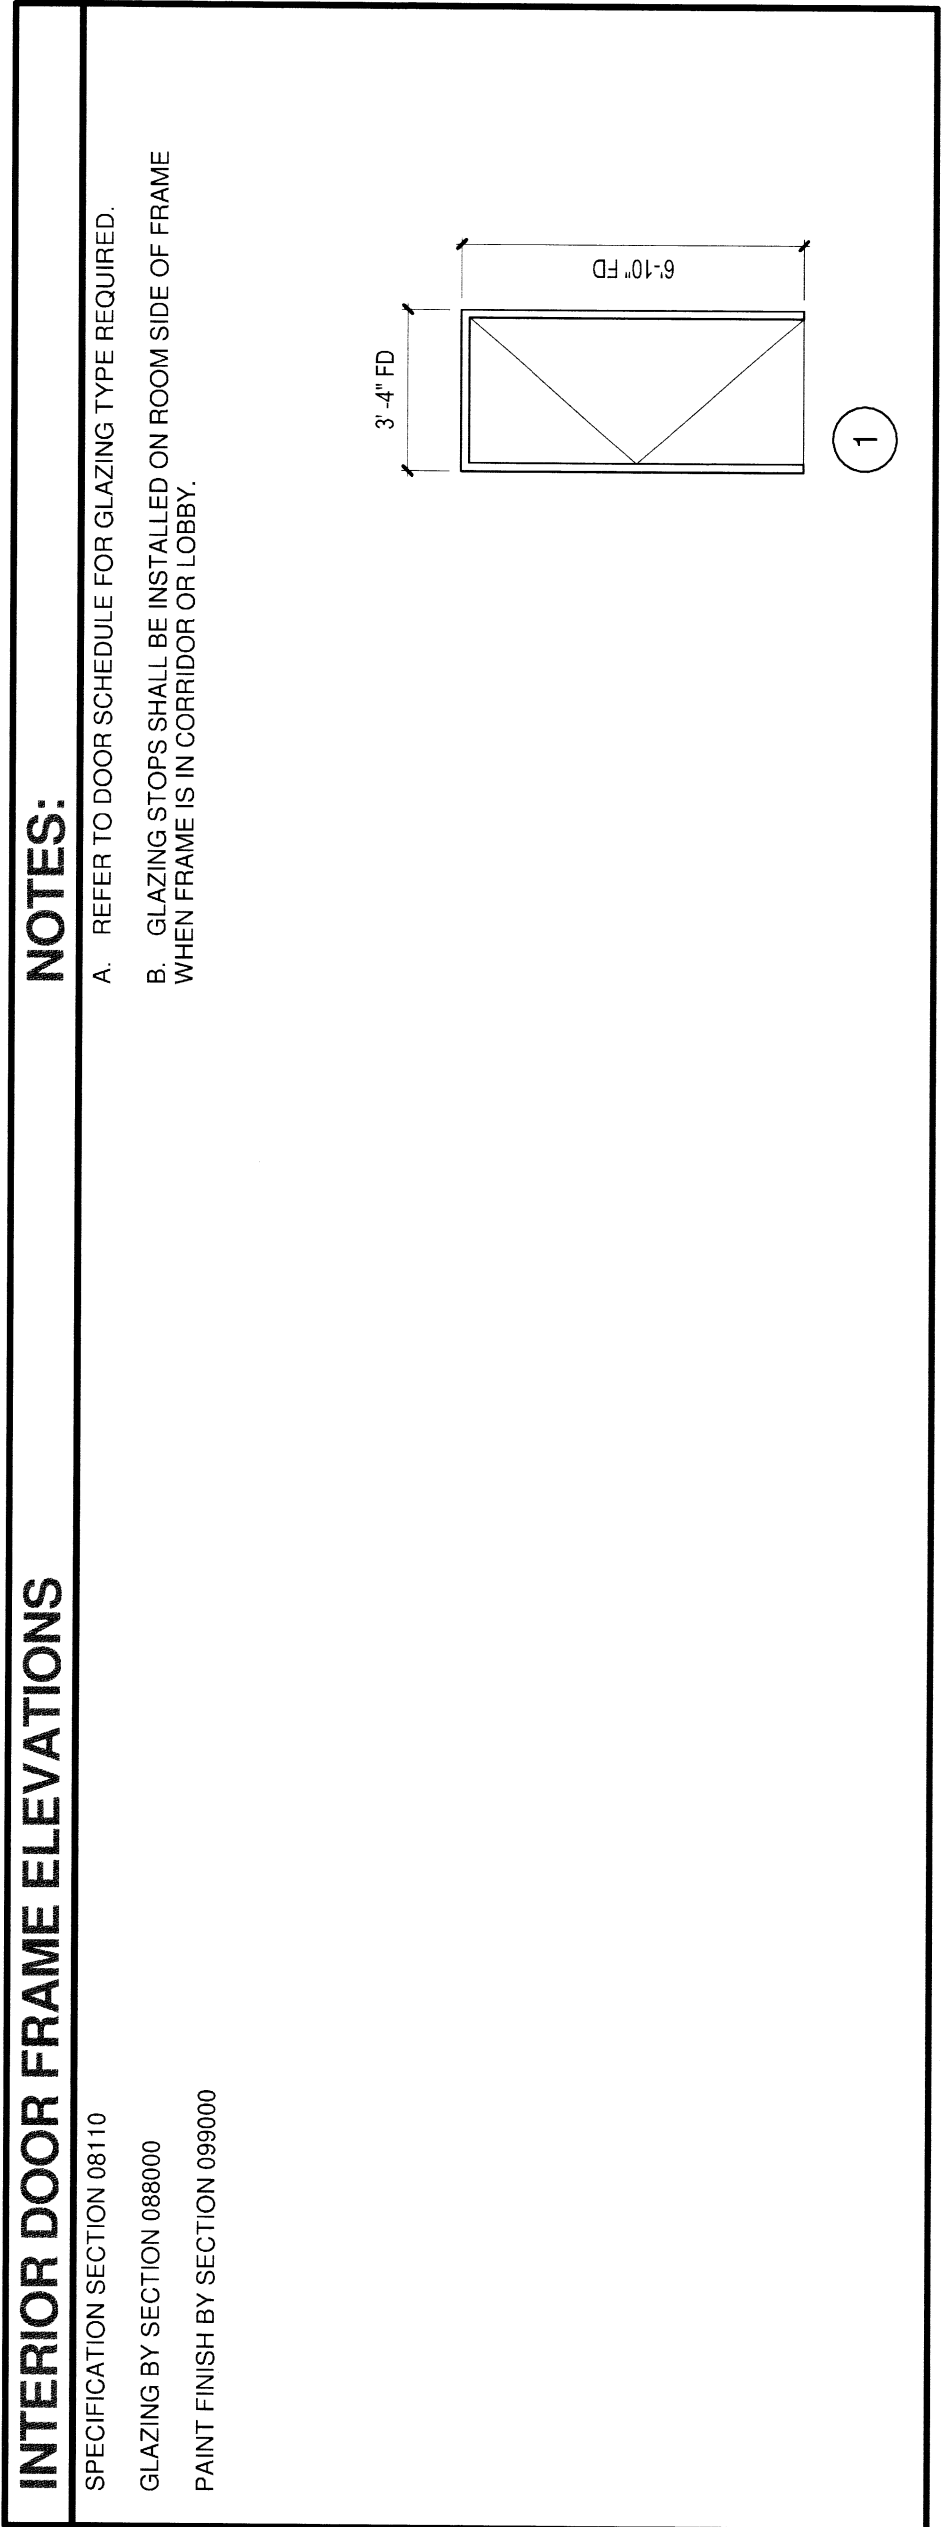 INTERIOR DOOR FRAME ELEVATIONS
SPECIFICATION SECTION 08110
GLAZING BY SECTION 088000
PAINT FINISH BY SECTION 099000
NOTES:
A. REFER TO DOOR SCHEDULE FOR GLAZING TYPE REQUIRED.
B. GLAZING STOPS SHALL BE INSTALLED ON ROOM SIDE OF FRAME
WHEN FRAME IS IN CORRIDOR OR LOBBY.
3'-4" FD
6'-10" FD
1